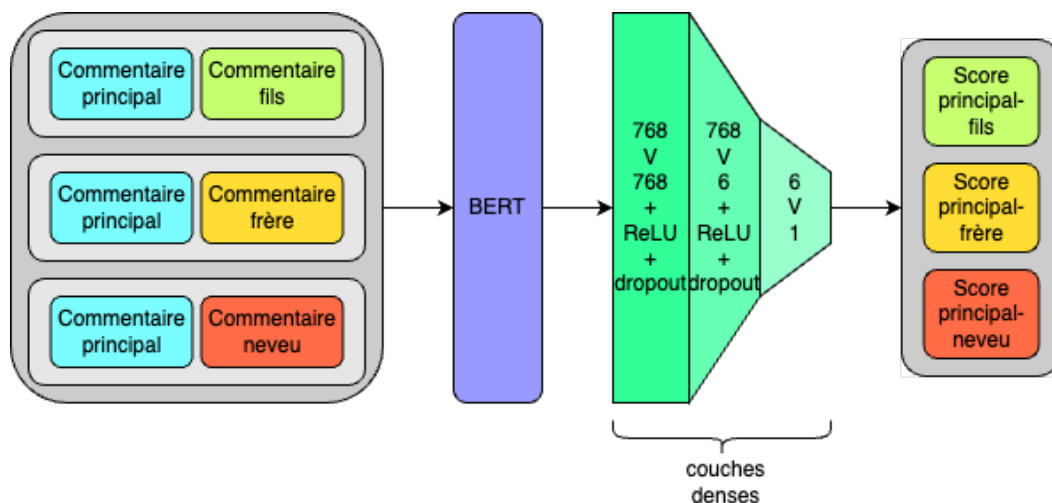 Commentaire
principal
Commentaire
fils
Commentaire
principal
Commentaire
frère
Commentaire
principal
Commentaire
neveu
BERT
768
V
768
+
ReLU
+
dropout
768
V
6
+
ReLU
+
dropout
6
V
1
couches
denses
Score
principal-
fils
Score
principal-
frère
Score
principal-
neveu